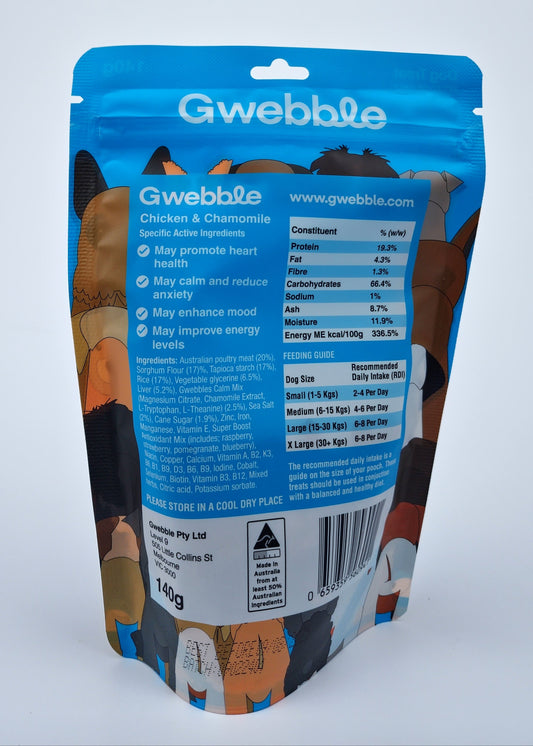 Gwebble
Gwebble
www.gwebble.com
Chicken & Chamomile
Specific Active Ingredients
May promote heart
health
May calm and reduce
anxiety
May enhance mood
May improve energy
levels
Constituent % (w/w)
Protein 19.3%
Fat 4.3%
Fibre 1.3%
Carbohydrates 66.4%
Sodium 1%
Ash 8.7%
Moisture 11.9%
Energy ME kcal/100g 336.5%
FEEDING GUIDE
Dog Size Recommended
Daily Intake (RDI)
Small (1-5 Kgs) 2-4 Per Day
Medium (6-15 Kgs) 4-6 Per Day
Large (15-30 Kgs) 6-8 Per Day
X Large (30+ Kgs) 6-8 Per Day
The recommended daily intake is a
guide on the size of your pooch. These
treats should be used in conjunction
with a balanced and healthy diet.
Ingredients: Australian poultry meat (20%),
Sorghum Flour (17%), Tapioca starch (17%),
Rice (17%), Vegetable glycerine (6.5%),
Liver (5.2%), Gwebbles Calm Mix
(Magnesium Citrate, Chamomile Extract,
L-Tryptophan, L-Theanine) (2.5%), Sea Salt
(2%), Cane Sugar (1.9%), Zinc, Iron,
Manganese, Vitamin E, Super Boost
Antioxidant Mix (includes; raspberry,
strawberry, pomegranate, blueberry),
Niacin, Copper, Calcium, Vitamin A, B2, K3,
B6, B1, B9, D3, B6, B9, Iodine, Cobalt,
Selenium, Biotin, Vitamin B3, B12, Mixed
herbs, Citric acid, Potassium sorbate.
PLEASE STORE IN A COOL DRY PLACE
Gwebble Pty Ltd
Level 9
505 Little Collins St
Melbourne
VIC 3000
140g
Made in
Australia
from at
least 50%
Australian
ingredients
BEST BEFORE